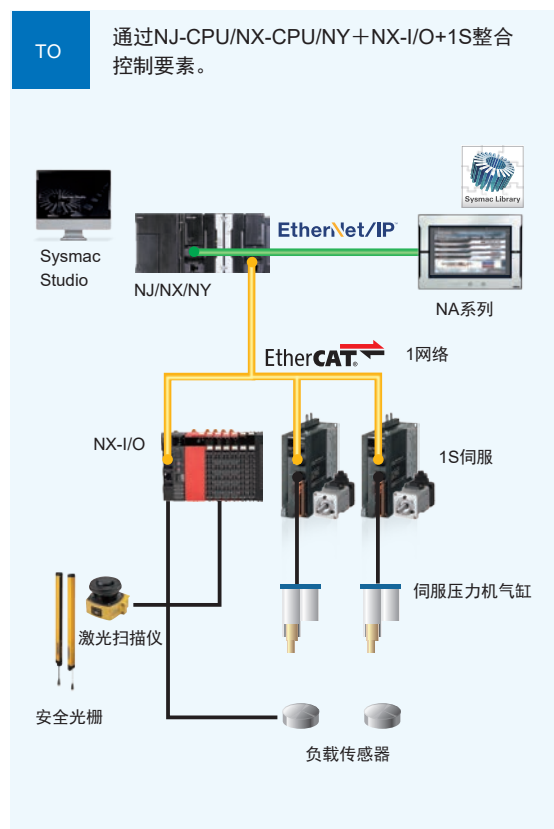 TO
通过NJ-CPU/NX-CPU/NY＋NX-I/O+1S整合
控制要素。
Sysmac Library
EtherNet/IP
Sysmac
Studio
NJ/NX/NY
NA系列
EtherCAT®
1网络
NX-I/O
1S伺服
伺服压力机气缸
激光扫描仪
安全光栅
负载传感器